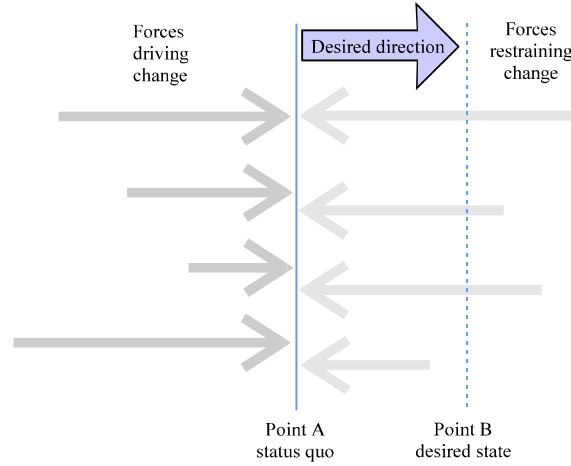 Forces
driving
change
Desired direction
Forces
restraining
change
Point A
status quo
Point B
desired state